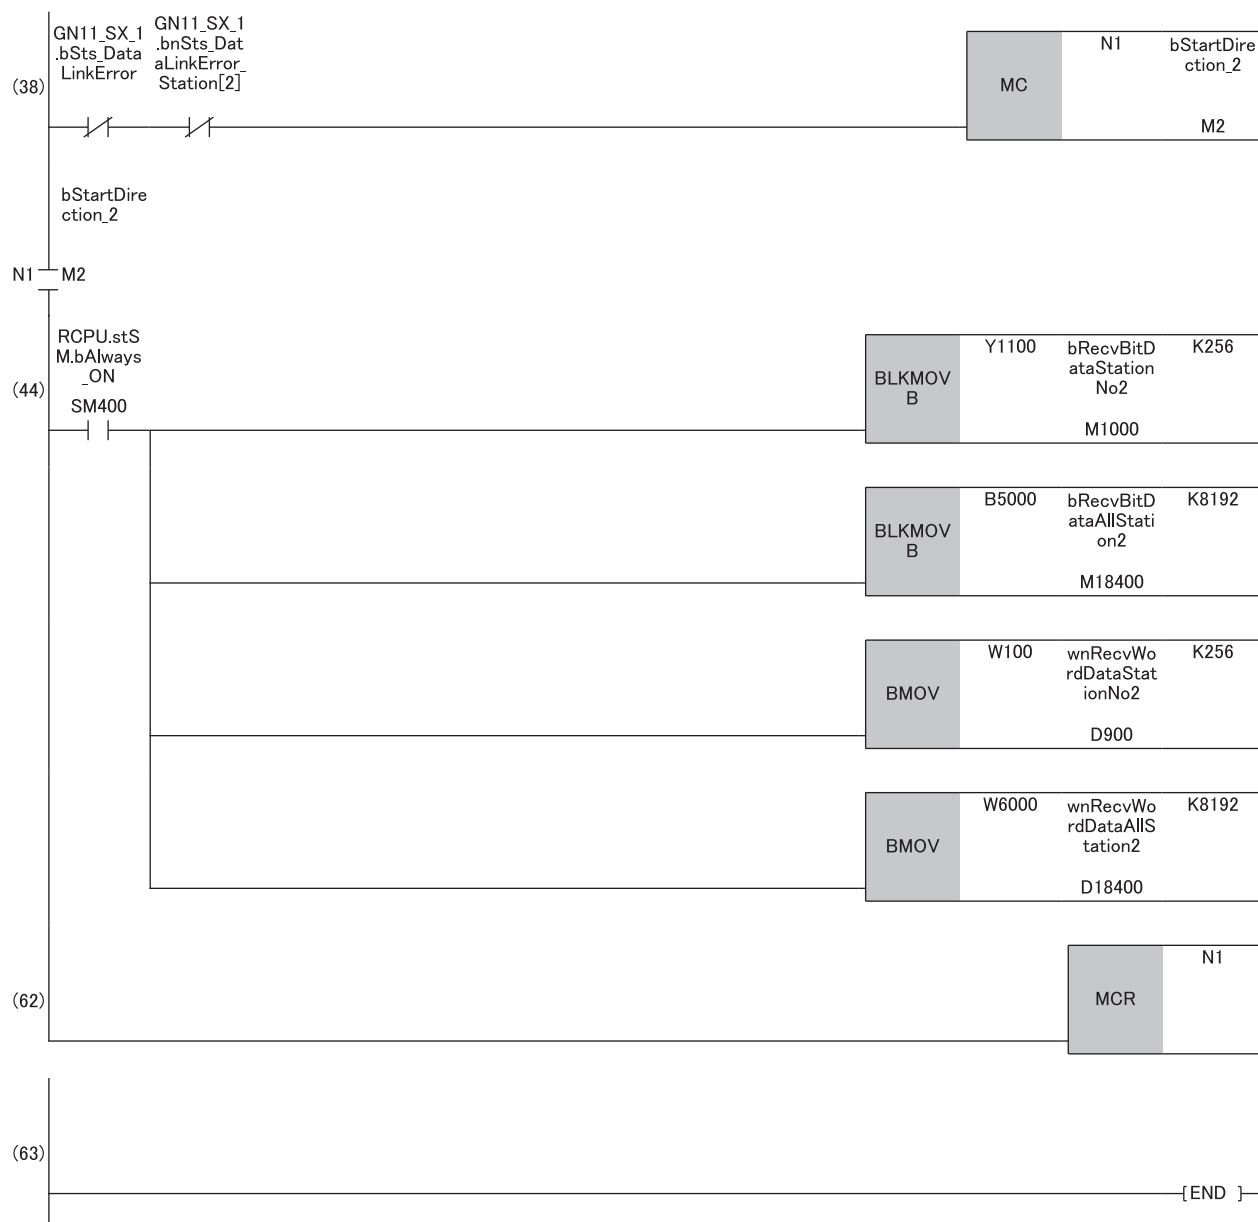 GN11_SX_1
.bSts_Data
LinkError
GN11_SX_1
.bnSts_Dat
aLinkError_
Station[2]
(38)
MC
N1
bStartDire
ction_2
M2
bStartDire
ction_2
N1
M2
RCPU.stS
M.bAlways
_ON
(44)
SM400
BLKMOV
B
Y1100
bRecvBitD
ataStation
No2
M1000
K256
BLKMOV
B
B5000
bRecvBitD
ataAllStati
on2
M18400
K8192
BMOV
W100
wnRecvWo
rdDataStat
ionNo2
D900
K256
BMOV
W6000
wnRecvWo
rdDataAllS
tation2
D18400
K8192
(62)
MCR
N1
(63)
[END ]